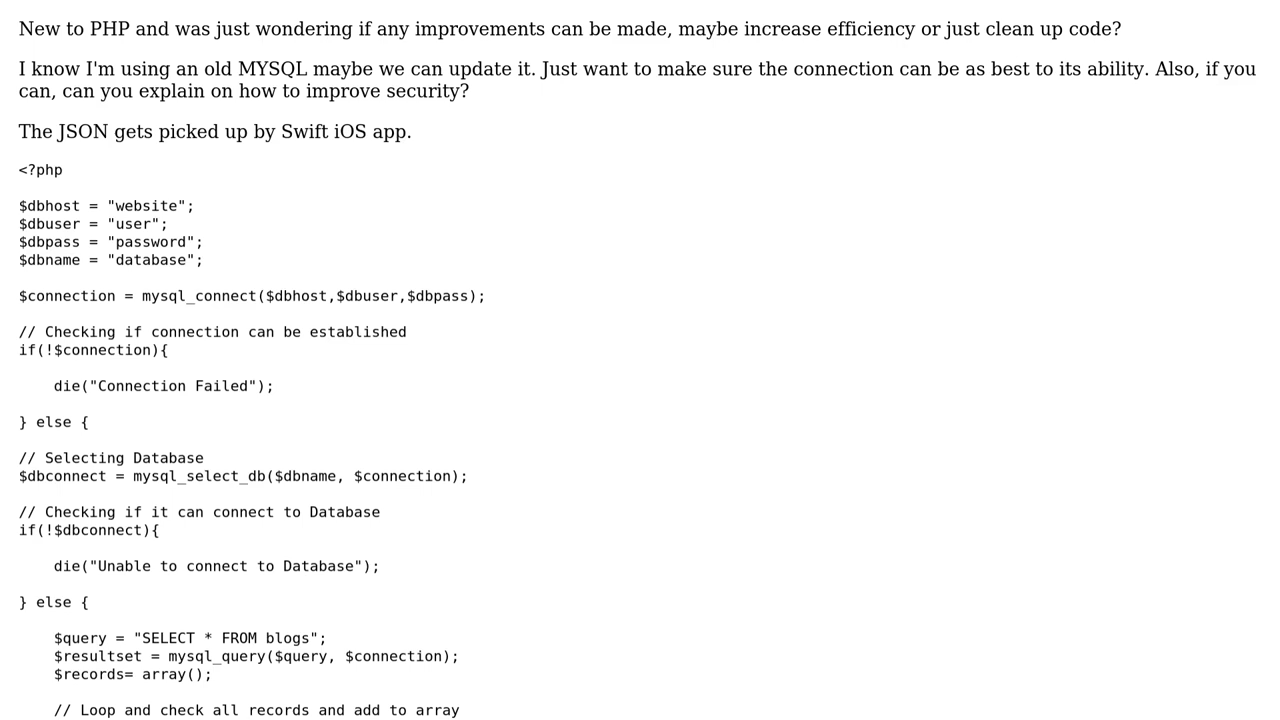 New to PHP and was just wondering if any improvements can be made, maybe increase efficiency or just clean up code?
I know I'm using an old MYSQL maybe we can update it. Just want to make sure the connection can be as best to its ability. Also, if you
can, can you explain on how to improve security?
The JSON gets picked up by Swift iOS app.
<?php
$dbhost = "website";
$dbuser = "user";
$dbpass = "password";
$dbname = "database";
$connection = mysql_connect($dbhost,$dbuser,$dbpass);
// Checking if connection can be established
if(!$connection){
    die("Connection Failed");
} else {
// Selecting Database
$dbconnect = mysql_select_db($dbname, $connection);
// Checking if it can connect to Database
if(!$dbconnect){
    die("Unable to connect to Database");
} else {
    $query = "SELECT * FROM blogs";
    $resultset = mysql_query($query, $connection);
    $records= array();
    // Loop and check all records and add to array